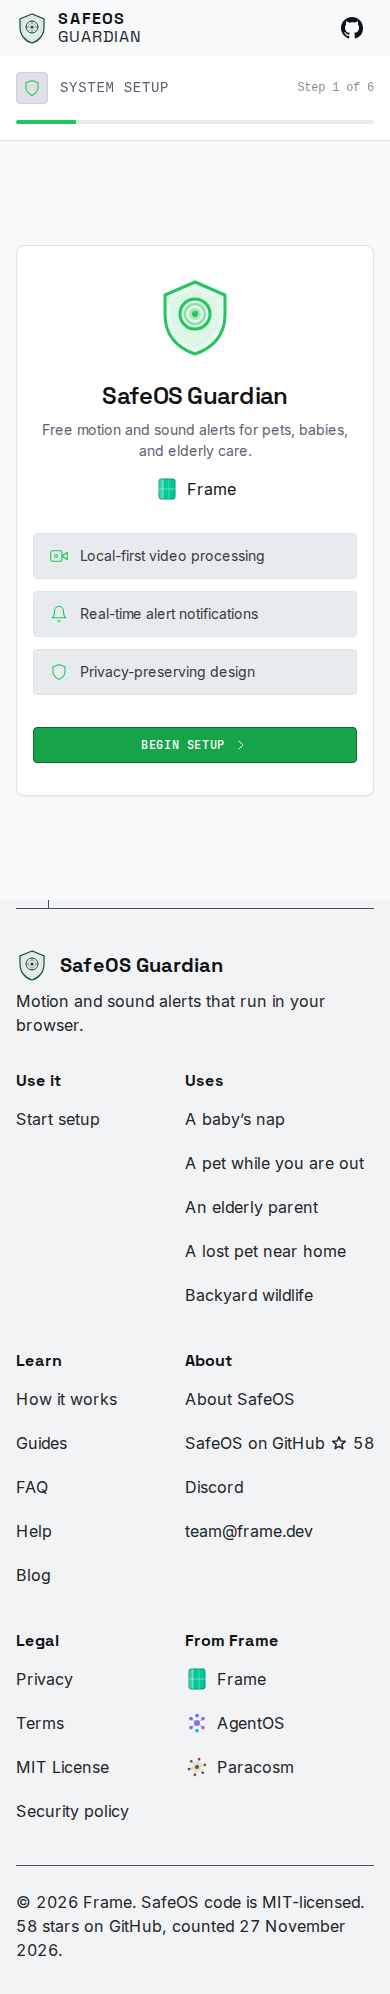 SAFEOS
GUARDIAN
SYSTEM SETUP
Step 1 of 6
SafeOS Guardian
Free motion and sound alerts for pets, babies,
and elderly care.
Frame
Local-first video processing
Real-time alert notifications
Privacy-preserving design
BEGIN SETUP
SafeOS Guardian
Motion and sound alerts that run in your
browser.
Use it
Start setup
Uses
A baby’s nap
A pet while you are out
An elderly parent
A lost pet near home
Backyard wildlife
Learn
How it works
Guides
FAQ
Help
Blog
About
About SafeOS
SafeOS on GitHub ☆ 58
Discord
team@frame.dev
Legal
Privacy
Terms
MIT License
Security policy
From Frame
Frame
AgentOS
Paracosm
© 2026 Frame. SafeOS code is MIT-licensed.
58 stars on GitHub, counted 27 November
2026.